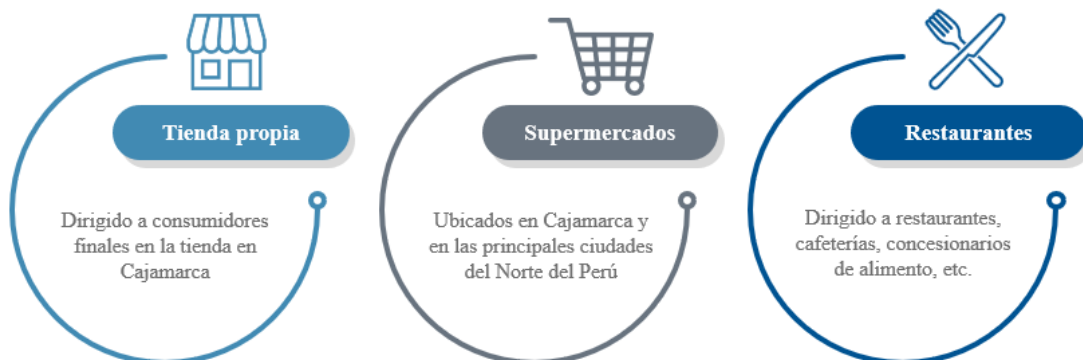 Tienda propia
Dirigido a consumidores
finales en la tienda en
Cajamarca
Supermercados
Ubicados en Cajamarca y
en las principales ciudades
del Norte del Perú
Restaurantes
Dirigido a restaurantes,
cafeterías, concesionarios
de alimento, etc.